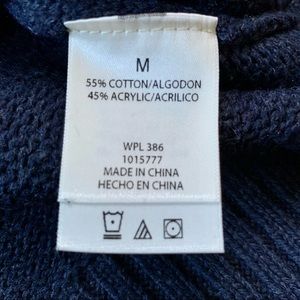 M
55% COTTON/ALGODON
45% ACRYLIC/ACRILICO
WPL 386
1015777
MADE IN CHINA
HECHO EN CHINA